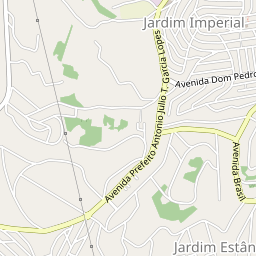 Jardim Imperial
Avenida Dom Pedro
Avenida Prefeito Antonio Julio T. Garcia Lopes
Avenida Brasil
Jardim Estân